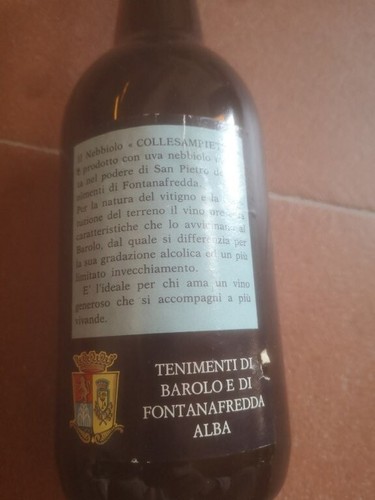 Il Nebbiolo « COLLESAMPIET
È prodotto con uva nebbiolo
ta nel podere di San Pietro de
nimenti di Fontanafredda.
Per la natura del vitigno e la
zione del terreno il vino
caratteristiche che lo avvicinano al
Barolo, dal quale si differenzia per
la sua gradazione alcolica ed un più
limitato invecchiamento.
E' l'ideale per chi ama un vino
generoso che si accompagni a più
vivande.
TENIMENTI DI
BAROLO E DI
FONTANAFREDDA
ALBA